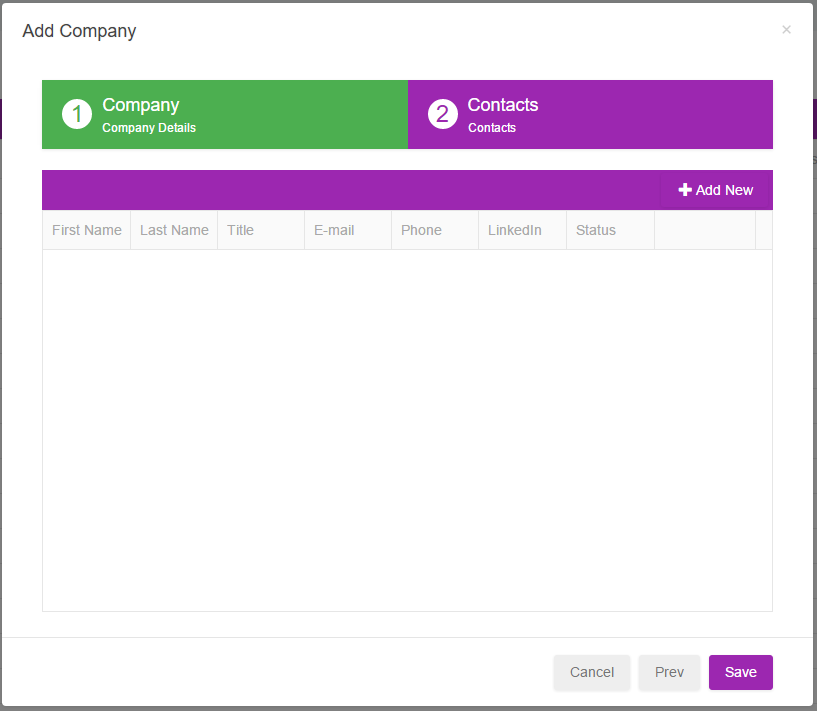 Add Company
×
1 Company
Company Details
2 Contacts
Contacts
Add New
First Name Last Name Title E-mail Phone LinkedIn Status
Cancel Prev Save